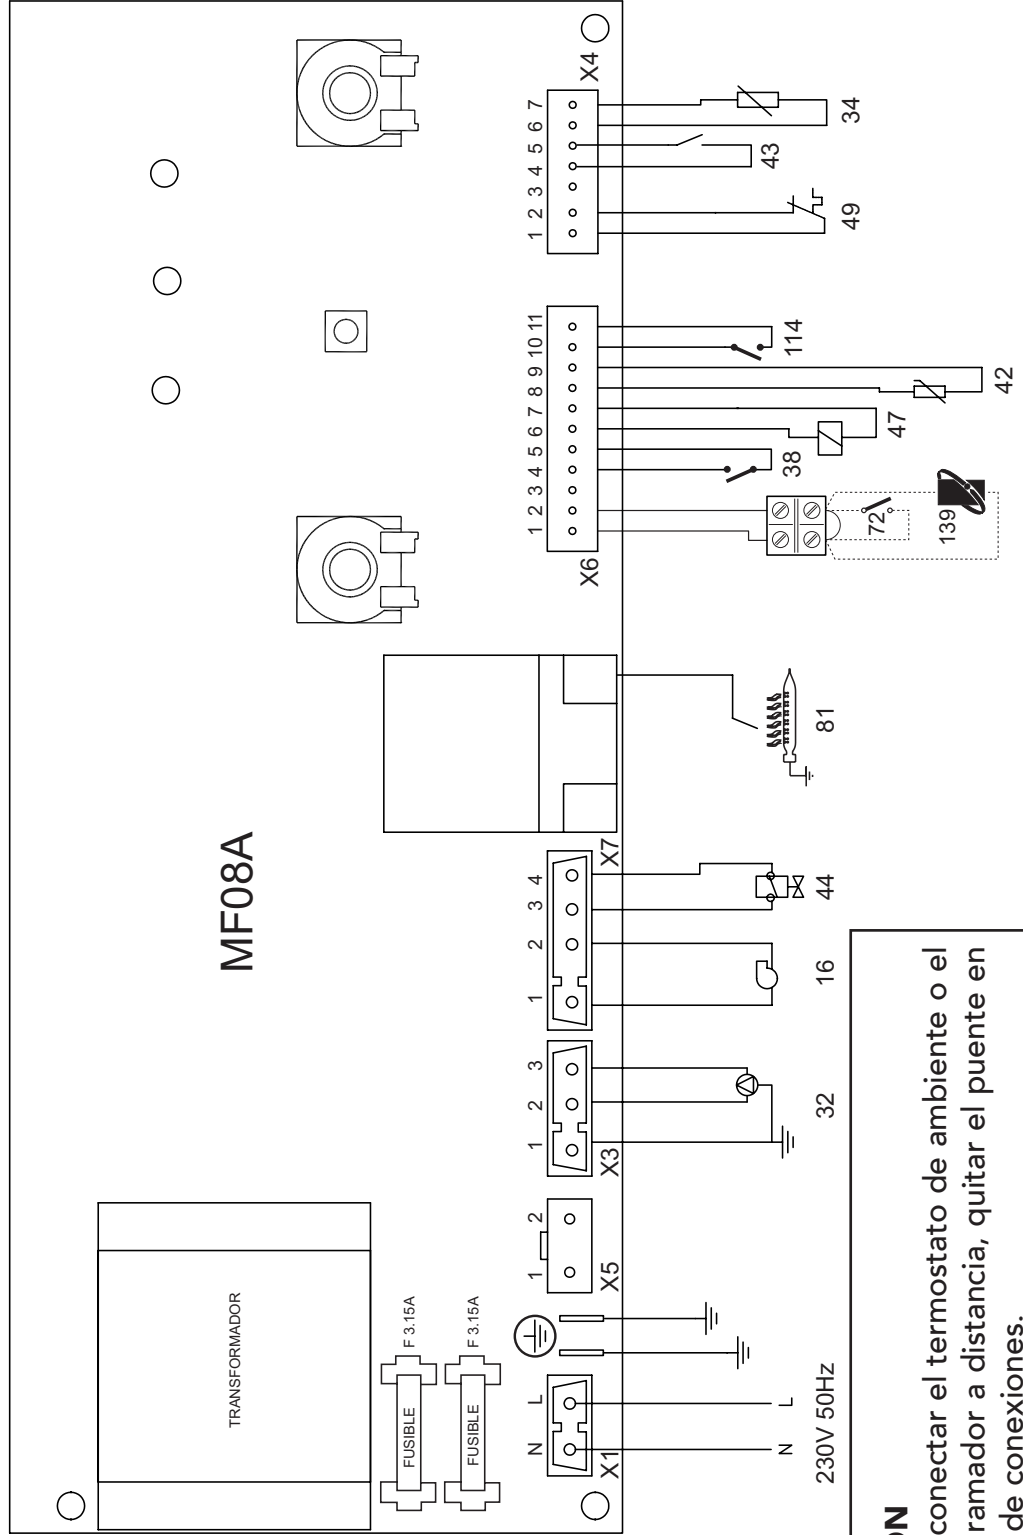 MF08A
TRANSFORMADOR
FUSIBLE F 3.15A
FUSIBLE F 3.15A
N L
X1
1 2
X5
1 2 3
X3
1 2 3 4
X7
1 2 3 4 5 6 7 8 9 10 11
X6
1 2 3 4 5 6 7
X4
N L
230V 50Hz
32
16
44
81
72
139
38
47
42
114
49
43
34
conectar el termostato de ambiente o el
ramador a distancia, quitar el puente en
de conexiones.